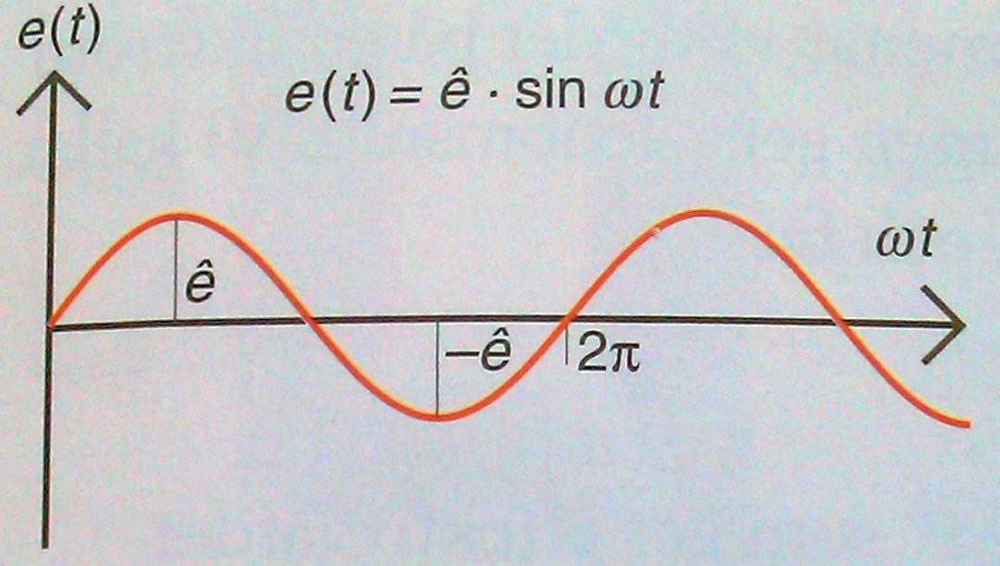 e(t)
e(t) = ê · sin ωt
ωt
ê
−ê
2π